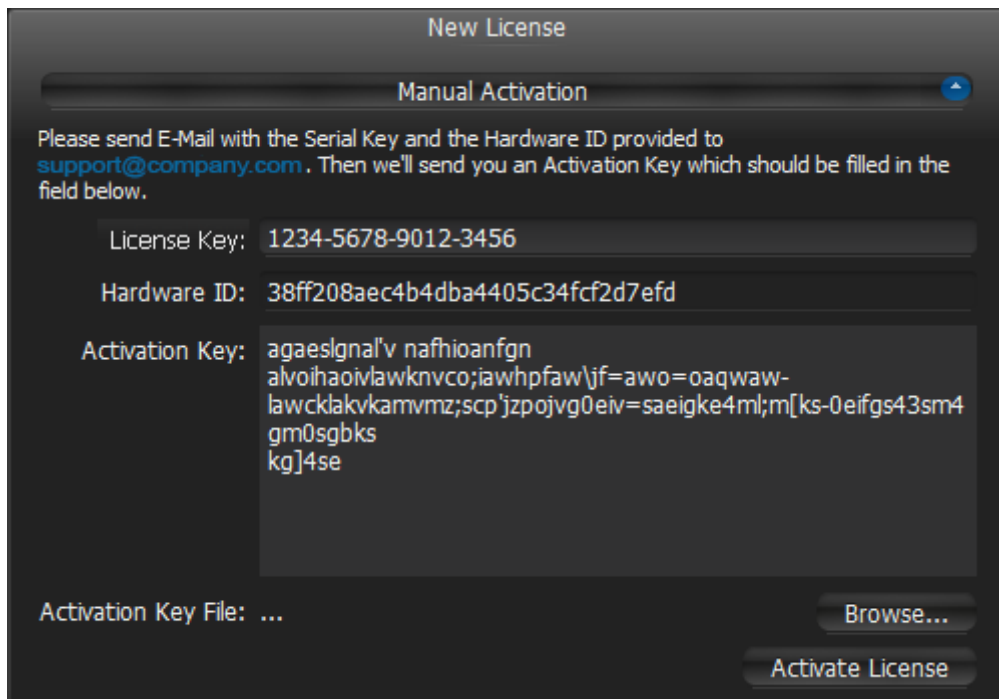 New License
Manual Activation
Please send E-Mail with the Serial Key and the Hardware ID provided to
support@company.com. Then we'll send you an Activation Key which should be filled in the
field below.
License Key: 1234-5678-9012-3456
Hardware ID: 38ff208aec4b4dba4405c34fcf2d7efd
Activation Key: agaeslgnal'v nafhioanfgn
alvoihaoivlawknvco;iawhpfaw\jf=awo=oaqwaw-
lawcklakvkamvmz;scp'jzpojvg0eiv=saeigke4ml;m[ks-0eifgs43sm4
gm0sgbks
kg]4se
Activation Key File: ... Browse...
Activate License